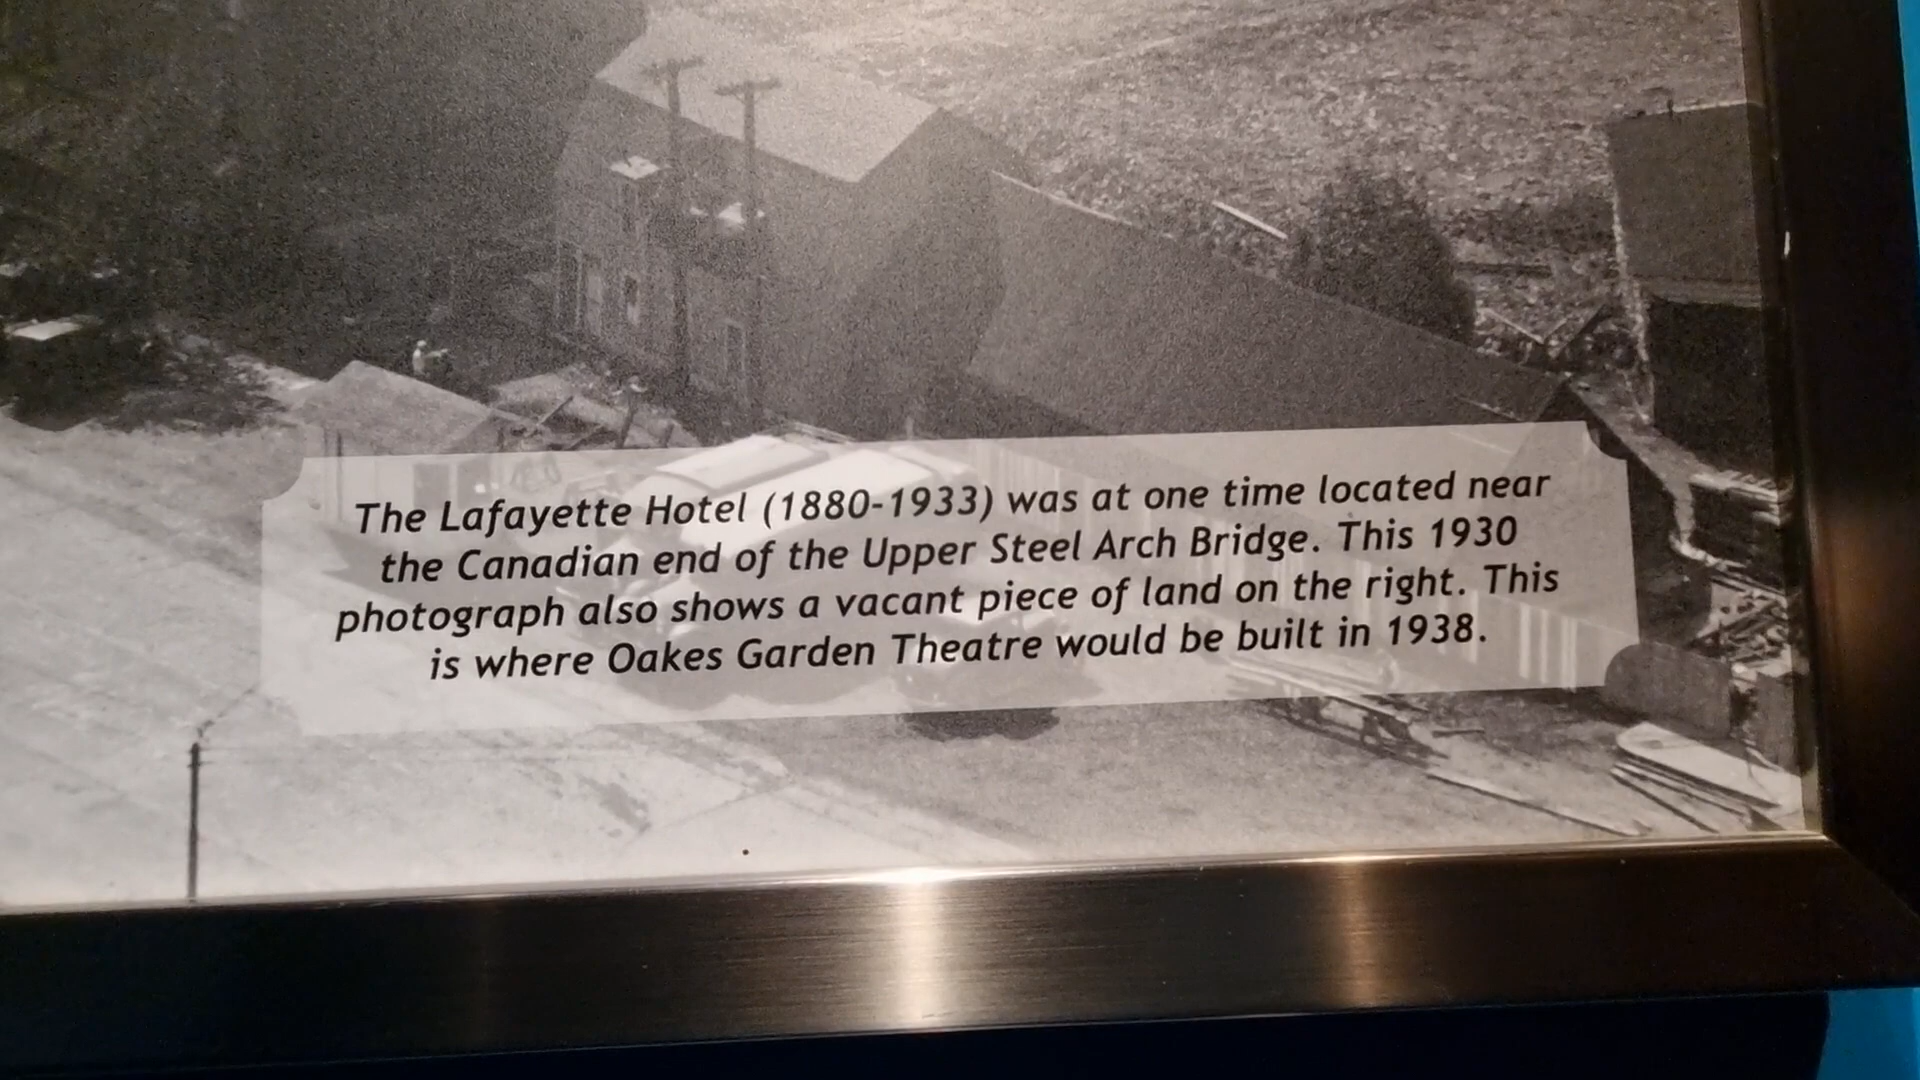 The Lafayette Hotel (1880-1933) was at one time located near
the Canadian end of the Upper Steel Arch Bridge. This 1930
photograph also shows a vacant piece of land on the right. This
is where Oakes Garden Theatre would be built in 1938.